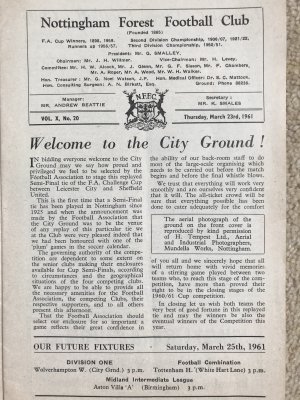 Nottingham Forest Football Club
(Founded 1865)
F.A. Cup Winners, 1898, 1959.
Runners up 1956/57.
Second Division Championship, 1906/07, 1921/22.
Third Division Championship, 1950/51.
President: Mr. G. SMALLEY.
Chairman: Mr. J. H. Willmer.
Vice-Chairman: Mr. H. Levey.
Committee: Mr. H. W. Alcock, Mr. J. Glenn, Mr. G. F. Sisson, Mr. F. Chambers,
Mr. A. Roper, Mr. A. Wood, Mr. W. H. Walker.
Hon. Treasurer: Mr. G. Noel Watson, J.P.
Hon. Medical Officer: Dr. B. C. Mattock.
Hon. Consulting Surgeon: A. N. Birkett, Esq.
Ground Phone 88236.
Manager:
MR. ANDREW BEATTIE
N.F.F.C.
Secretary:
MR. K. SMALES
VOL. X, No. 20
Thursday, March 23rd, 1961
Welcome to the City Ground !
IN bidding everyone welcome to the City
Ground may we say how proud and
privileged we feel to be selected by the
Football Association to stage this replayed
Semi-Final tie of the F.A. Challenge Cup
between Leicester City and Sheffield
United.
This is the first time that a Semi-Final
tie has been played in Nottingham since
1925 and when the announcement was
made by the Football Association that
the City Ground was to be the venue
of any replay of this particular tie we
at the Club were very pleased indeed that
we had been honoured with one of the
'plum' games in the soccer calendar.
The governing authority of the compe-
tition are dependent to some extent on
the senior clubs making their enclosures
available for Cup Semi-Finals, according
to circumstances and the geographical
situations of the four competing clubs. We
are happy to be able to provide all
the necessary amenities for the Football
Association, the competing Clubs, their
respective supporters, and to all others
present this afternoon.
That the Football Association should
select our enclosure for so important a
game reflects their great confidence in
the ability of our back-room staff to do
most of the large-scale organising which
needs to be carried out before the match
begins and before the final whistle blows.
We trust that everything will work very
smoothly and are ourselves very confident
that it will. The all-ticket crowd will be
sure that everything possible has been
done to enter adequately for the comfort
The aerial photograph of the
ground on the front cover is
reproduced by kind permission
of H. Tempest Ltd., Aerial
and Industrial Photographers,
Mundella Works, Nottingham.
of you all and we sincerely hope that all
will return home with vivid memories
of a stirring game played between two
clubs who, to reach this stage of the com-
petition, have more than proved their
right to be in the closing stages of the
1960/61 Cup competition.
In closing let us wish both teams the
very best of good fortune in this replayed
tie and may the winners be also the
eventual winners of the Competition this
year.
OUR FUTURE FIXTURES
Saturday, March 25th, 1961
DIVISION ONE
Wolverhampton W. (City Grnd.) 3 p.m.
Football Combination
Tottenham H. (White Hart Lane) 3 p.m.
Midland Intermediate League
Aston Villa 'A' (Birmingham) 3 p.m.